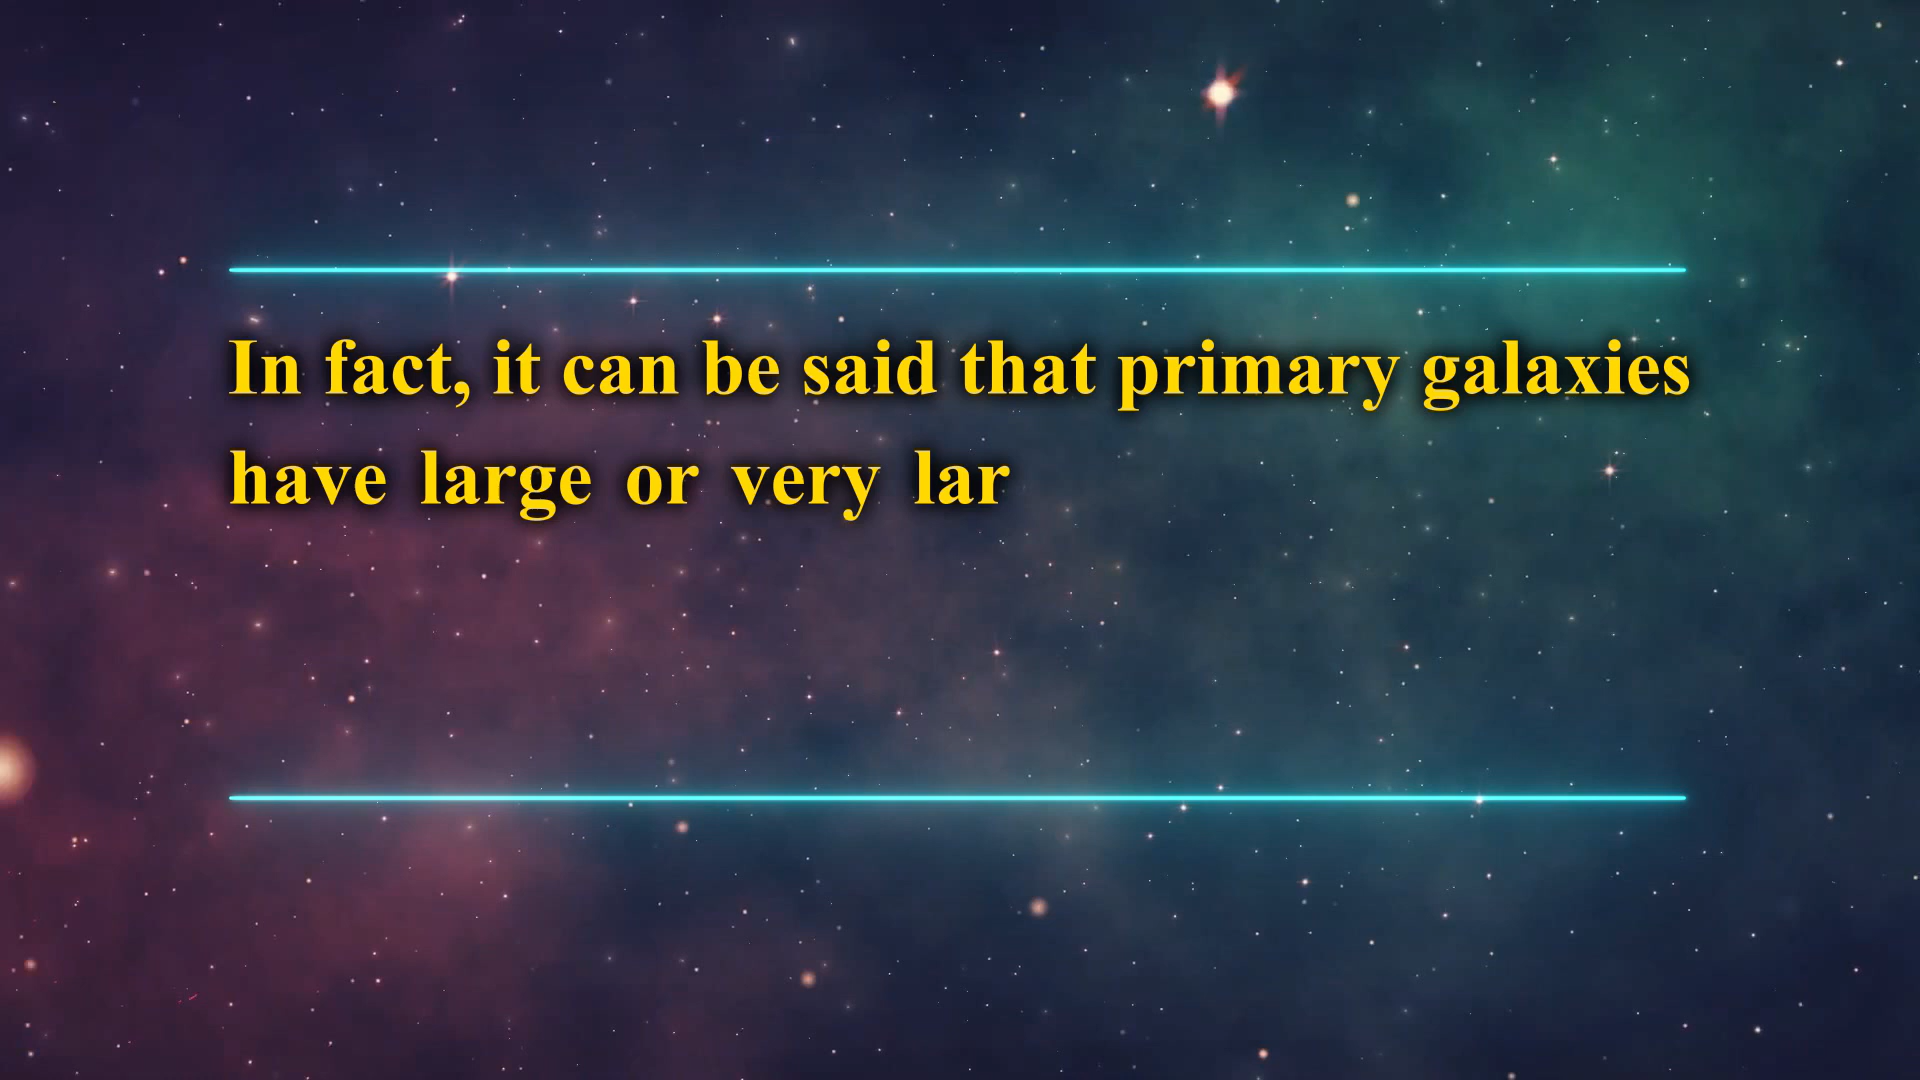 In fact, it can be said that primary galaxies
have large or very lar